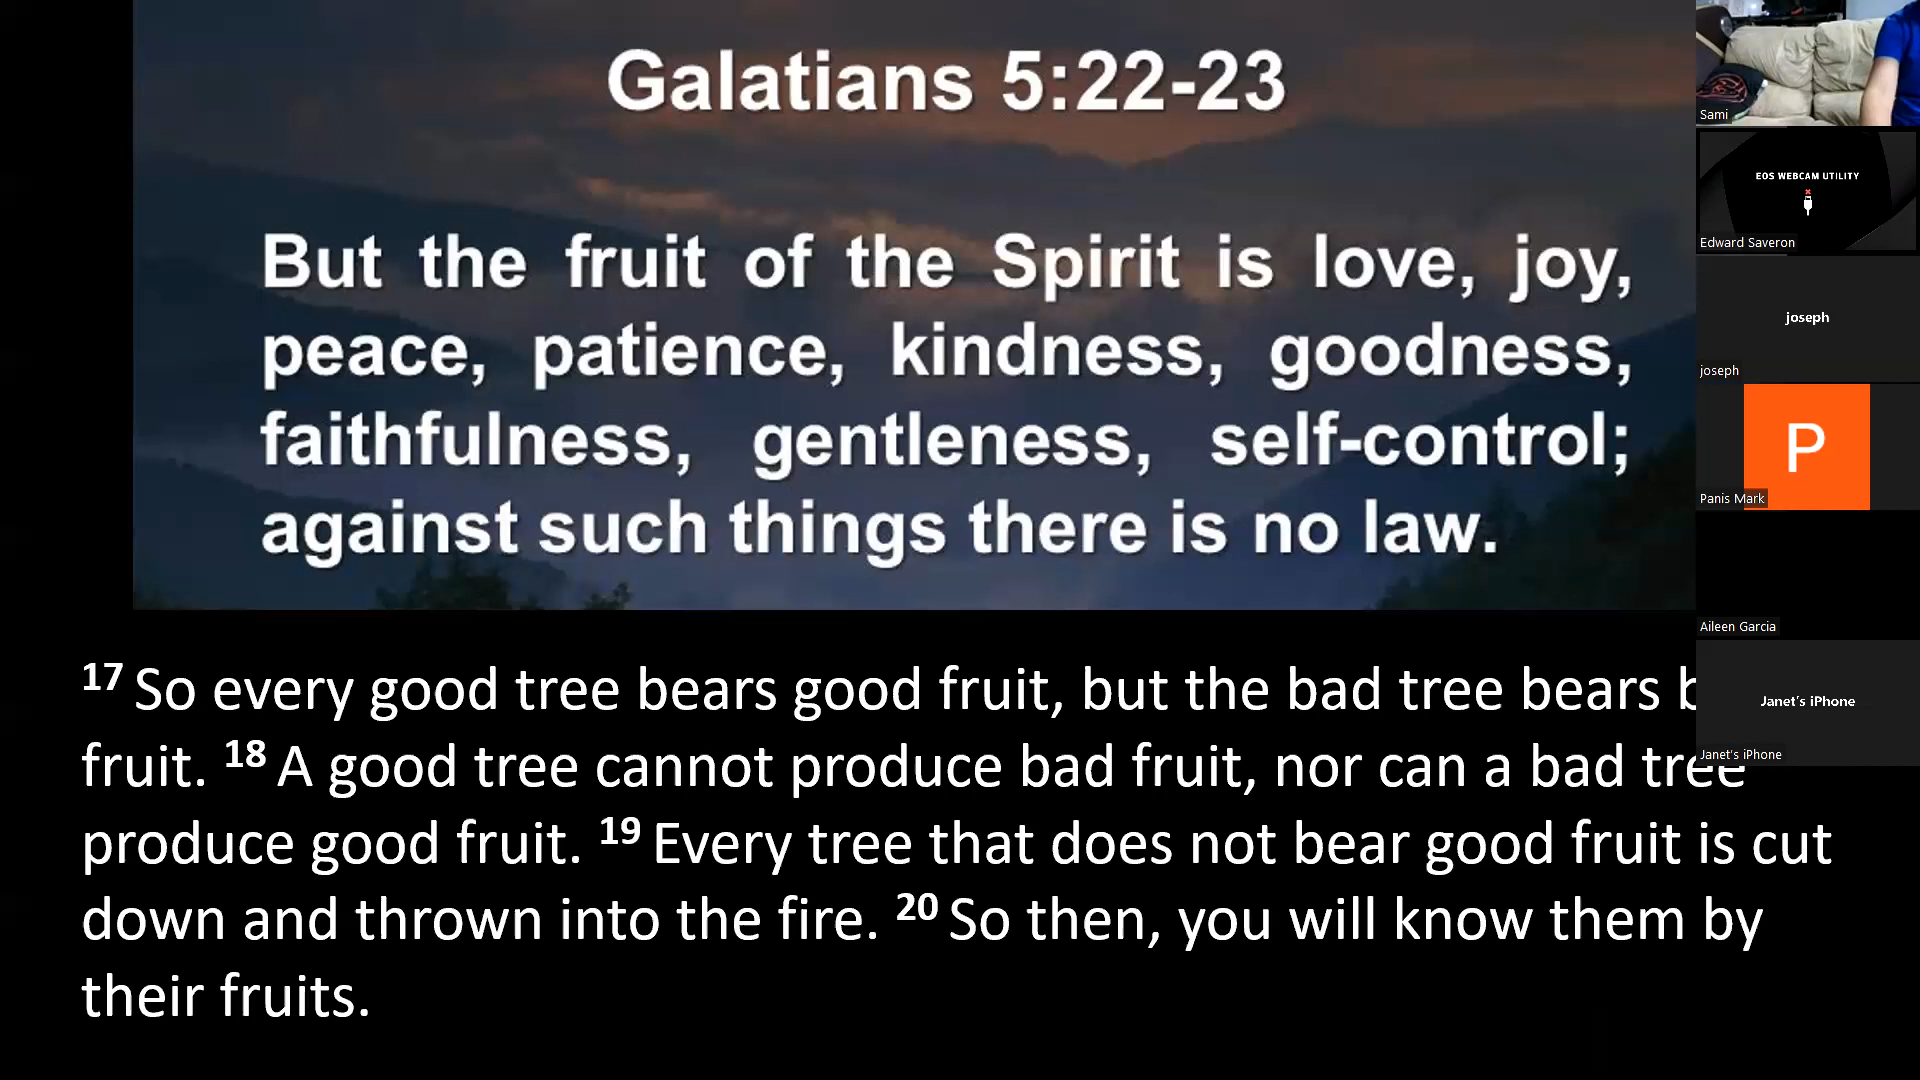 Galatians 5:22-23
But the fruit of the Spirit is love, joy,
peace, patience, kindness, goodness,
faithfulness, gentleness, self-control;
against such things there is no law.
17 So every good tree bears good fruit, but the bad tree bears
fruit. 18 A good tree cannot produce bad fruit, nor can a bad tree
produce good fruit. 19 Every tree that does not bear good fruit is cut
down and thrown into the fire. 20 So then, you will know them by
their fruits.
Sami
EOS WEBCAM UTILITY
Edward Saveron
joseph
joseph
P
Panis Mark
Aileen Garcia
Janet's iPhone
Janet's iPhone